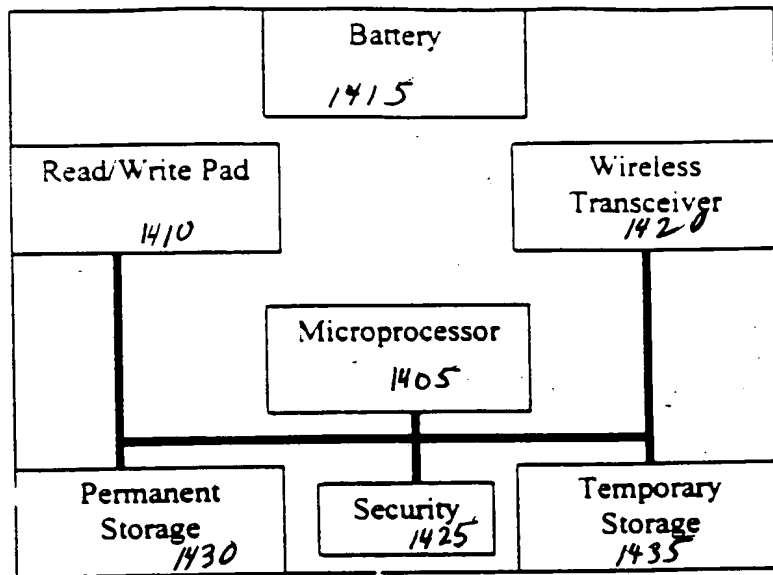 Battery
1415
Read/Write Pad
1410
Wireless
Transceiver
1420
Microprocessor
1405
Permanent
Storage
1430
Security
1425
Temporary
Storage
1435